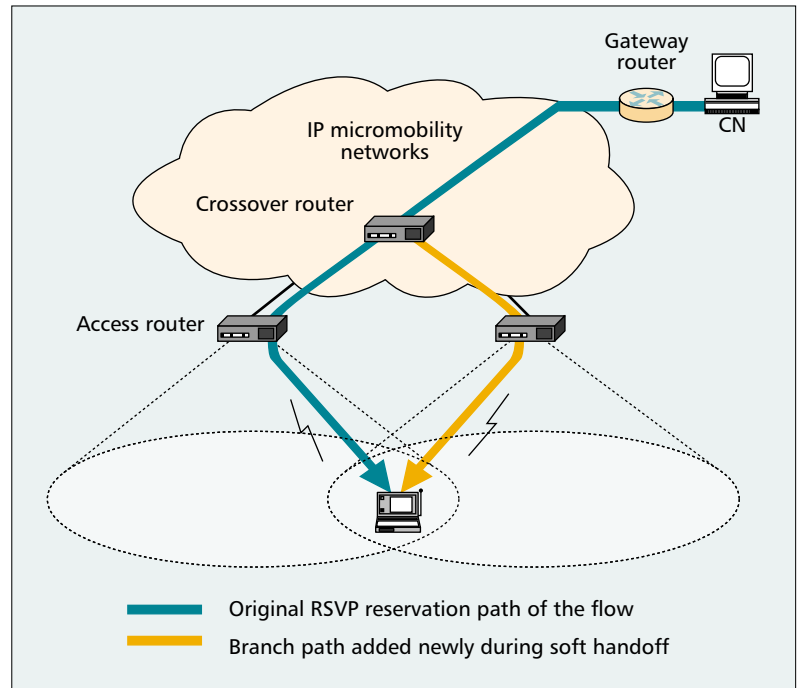 Gateway
router
CN
IP micromobility
networks
Crossover router
Access router
Original RSVP reservation path of the flow
Branch path added newly during soft handoff